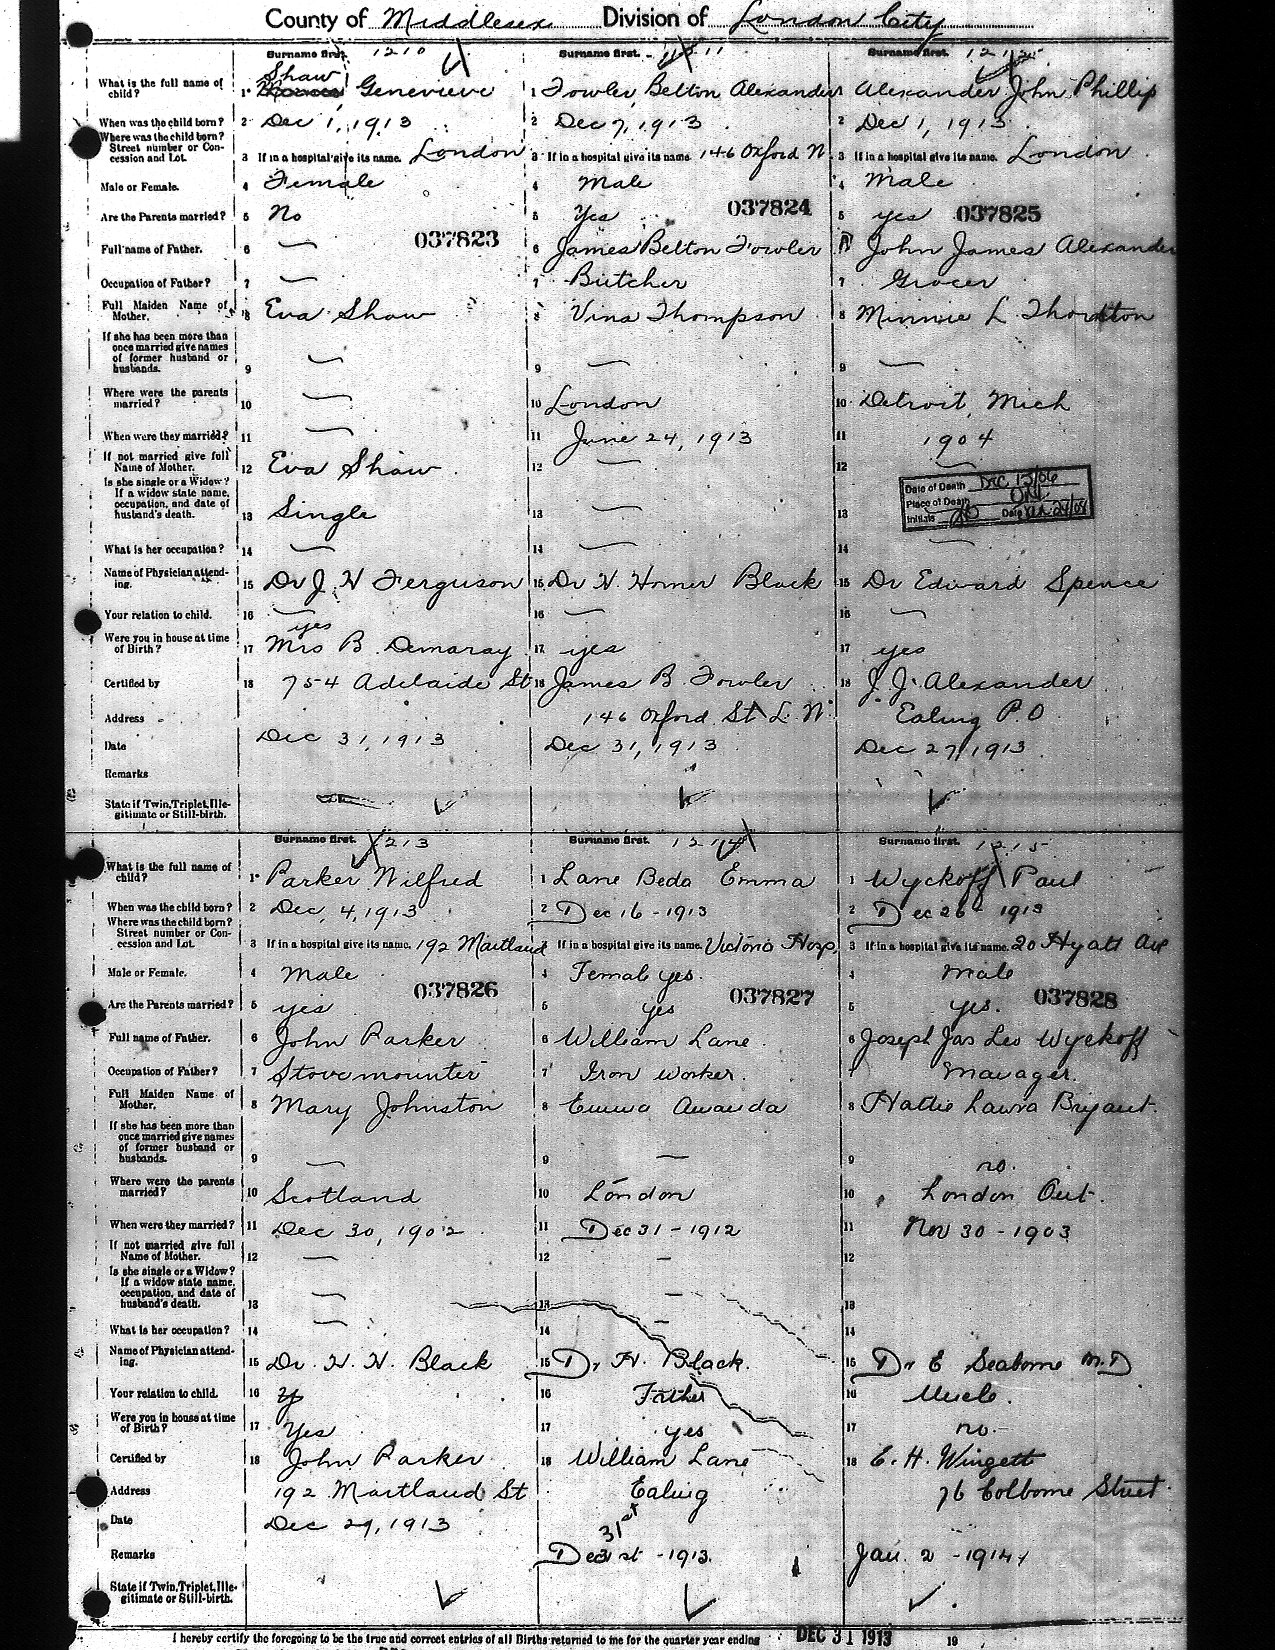 County of Middlesex Division of London City
Surname first. 1210
Surname first. 1211
Surname first. 1212
What is the full name of child?
1 Shaw Genevieve
1 Fowler Belton Alexander
Alexander John Phillip
When was the child born?
2 Dec 1, 1913
2 Dec 7, 1913
2 Dec 1, 1913
Where was the child born? Street number or Concession and Lot.
3 If in a hospital give its name. London
3 If in a hospital give its name. 146 Oxford N.
3 If in a hospital give its name. London
Male or Female.
4 Female
4 Male
4 Male
Are the Parents married?
5 No
5 Yes
5 yes
037823
037824
037825
Full name of Father.
6 —
6 James Belton Fowler
John James Alexander
Occupation of Father?
7 —
7 Butcher
7 Grocer
Full Maiden Name of Mother.
8 Eva Shaw
8 Vina Thompson
8 Minnie L Thornton
If she has been more than once married give names of former husband or husbands.
9 —
9 —
9 —
Where were the parents married?
10 —
10 London
10 Detroit, Mich
When were they married?
11 —
11 June 24, 1913
11 1904
If not married give full Name of Mother.
12 Eva Shaw
12 —
12 —
Is she single or a Widow? If a widow state name, occupation, and date of husband's death.
13 Single
13 —
13
Date of Death Dec 13/06
Place of Death Ont.
Initials Date
What is her occupation?
14 —
14 —
14 —
Name of Physician attending.
15 Dr J. H Ferguson
15 Dr H. Homer Black
15 Dr Edward Spence
Your relation to child.
16 —
16 —
16 —
Were you in house at time of Birth?
yes
17 Mrs B Demaray
17 yes
17 yes
Certified by
18 754 Adelaide St
18 James B Fowler
18 J. J. Alexander
Address
146 Oxford St L. N.
Ealing P.O
Date
Dec 31, 1913
Dec 31, 1913
Dec 27, 1913
Remarks
State if Twin, Triplet, Illegitimate or Still-birth.
Surname first. 1213
Surname first. 1214
Surname first. 1215
What is the full name of child?
1 Parker Wilfred
1 Lane Beda Emma
1 Wyckoff Paul
When was the child born?
2 Dec, 4, 1913
2 Dec 16 - 1913
2 Dec 26 - 1913
Where was the child born? Street number or Concession and Lot.
3 If in a hospital give its name. 192 Maitland
If in a hospital give its name. Victoria Hosp.
3 If in a hospital give its name. 20 Hyatt Ave
Male or Female.
4 Male
4 Female yes.
4 Male
Are the Parents married?
5 yes
5 yes
5 yes.
037826
037827
037828
Full name of Father.
6 John Parker
6 William Lane
6 Joseph Jas Leo Wyckoff
Occupation of Father?
7 Stovemounter
7 Iron Worker.
7 Manager.
Full Maiden Name of Mother.
8 Mary Johnston
8 Emma Amanda
8 Hattie Laura Bryant.
If she has been more than once married give names of former husband or husbands.
9 —
9 —
9 no.
Where were the parents married?
10 Scotland
10 London
10 London Ont.
When were they married?
11 Dec 30, 1902
11 Dec 31 - 1912
11 Nov 30 - 1903
If not married give full Name of Mother.
12 —
12 —
12
Is she single or a Widow? If a widow state name, occupation, and date of husband's death.
13 —
13 —
13
What is her occupation?
14 —
14
14
Name of Physician attending.
15 Dr. H. H. Black
15 Dr H. Black.
15 Dr E Seaborne M.D
Your relation to child.
16
16 Father
16 Uncle.
Were you in house at time of Birth?
17 Yes
17 yes
17 no.
Certified by
18 John Parker
18 William Lane
18 C. H. Wingett
Address
192 Maitland St
Ealing
76 Colborne Street
Date
Dec 29, 1913
31st
Remarks
Dec 31st - 1913.
Jan. 2 - 1914
State if Twin, Triplet, Illegitimate or Still-birth.
I hereby certify the foregoing to be the true and correct entries of all Births returned to me for the quarter year ending DEC 31 1913 19